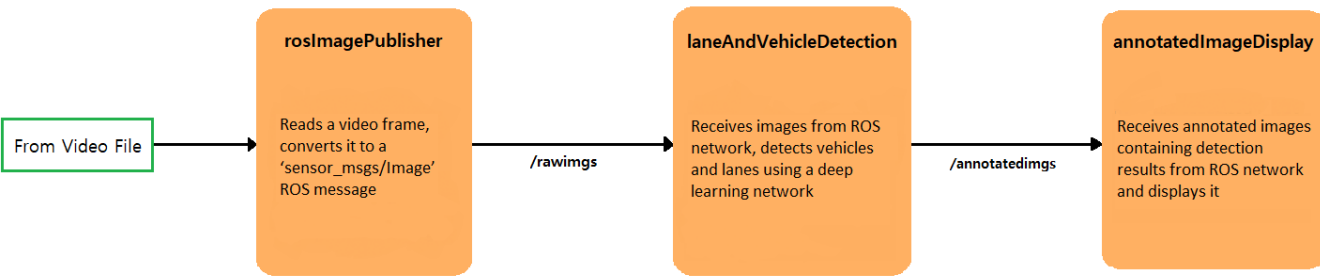 From Video File
rosImagePublisher
Reads a video frame,
converts it to a
‘sensor_msgs/Image’
ROS message
/rawimgs
laneAndVehicleDetection
Receives images from ROS
network, detects vehicles
and lanes using a deep
learning network
/annotatedimgs
annotatedImageDisplay
Receives annotated images
containing detection
results from ROS network
and displays it